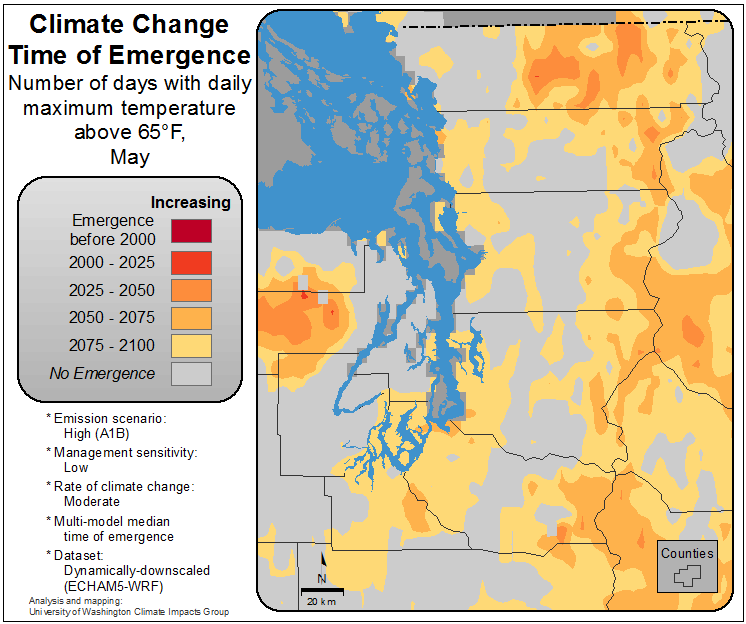 Climate Change
Time of Emergence
Number of days with daily
maximum temperature
above 65°F,
May
Increasing
Emergence
before 2000
2000 - 2025
2025 - 2050
2050 - 2075
2075 - 2100
No Emergence
* Emission scenario:
High (A1B)
* Management sensitivity:
Low
* Rate of climate change:
Moderate
* Multi-model median
time of emergence
* Dataset:
Dynamically-downscaled
(ECHAM5-WRF)
Analysis and mapping:
University of Washington Climate Impacts Group
N
20 km
Counties